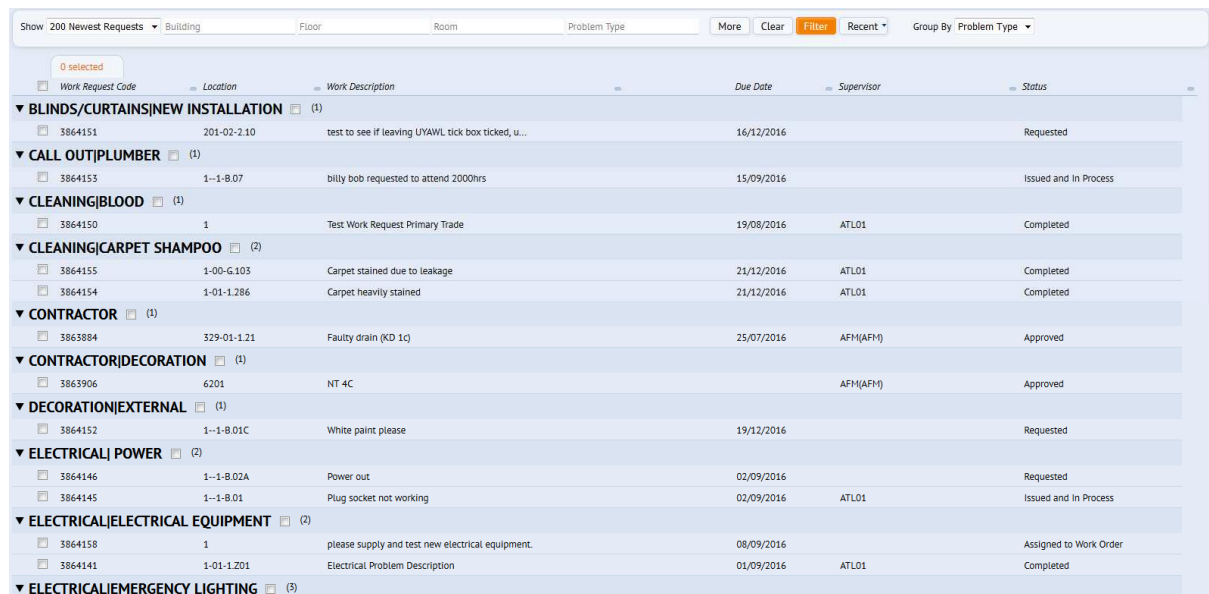 Show 200 Newest Requests Building Floor Room Problem Type More Clear Filter Recent Group By Problem Type
0 selected
Work Request Code Location Work Description Due Date Supervisor Status
BLINDS/CURTAINS|NEW INSTALLATION (1)
3864151 201-02-2.10 test to see if leaving UYAWL tick box ticked, u... 16/12/2016 Requested
CALL OUT|PLUMBER (1)
3864153 1--1-B.07 billy bob requested to attend 2000hrs 15/09/2016 Issued and In Process
CLEANING|BLOOD (1)
3864150 1 Test Work Request Primary Trade 19/08/2016 ATL01 Completed
CLEANING|CARPET SHAMPOO (2)
3864155 1-00-G.103 Carpet stained due to leakage 21/12/2016 ATL01 Completed
3864154 1-01-1.286 Carpet heavily stained 21/12/2016 ATL01 Completed
CONTRACTOR (1)
3863884 329-01-1.21 Faulty drain (KD 1c) 25/07/2016 AFM(AFM) Approved
CONTRACTOR|DECORATION (1)
3863906 6201 NT 4C AFM(AFM) Approved
DECORATION|EXTERNAL (1)
3864152 1--1-B.01C White paint please 19/12/2016 Requested
ELECTRICAL| POWER (2)
3864146 1--1-B.02A Power out 02/09/2016 Requested
3864145 1--1-B.01 Plug socket not working 02/09/2016 ATL01 Issued and In Process
ELECTRICAL|ELECTRICAL EQUIPMENT (2)
3864158 1 please supply and test new electrical equipment. 08/09/2016 Assigned to Work Order
3864141 1-01-1.Z01 Electrical Problem Description 01/09/2016 ATL01 Completed
ELECTRICAL|EMERGENCY LIGHTING (3)